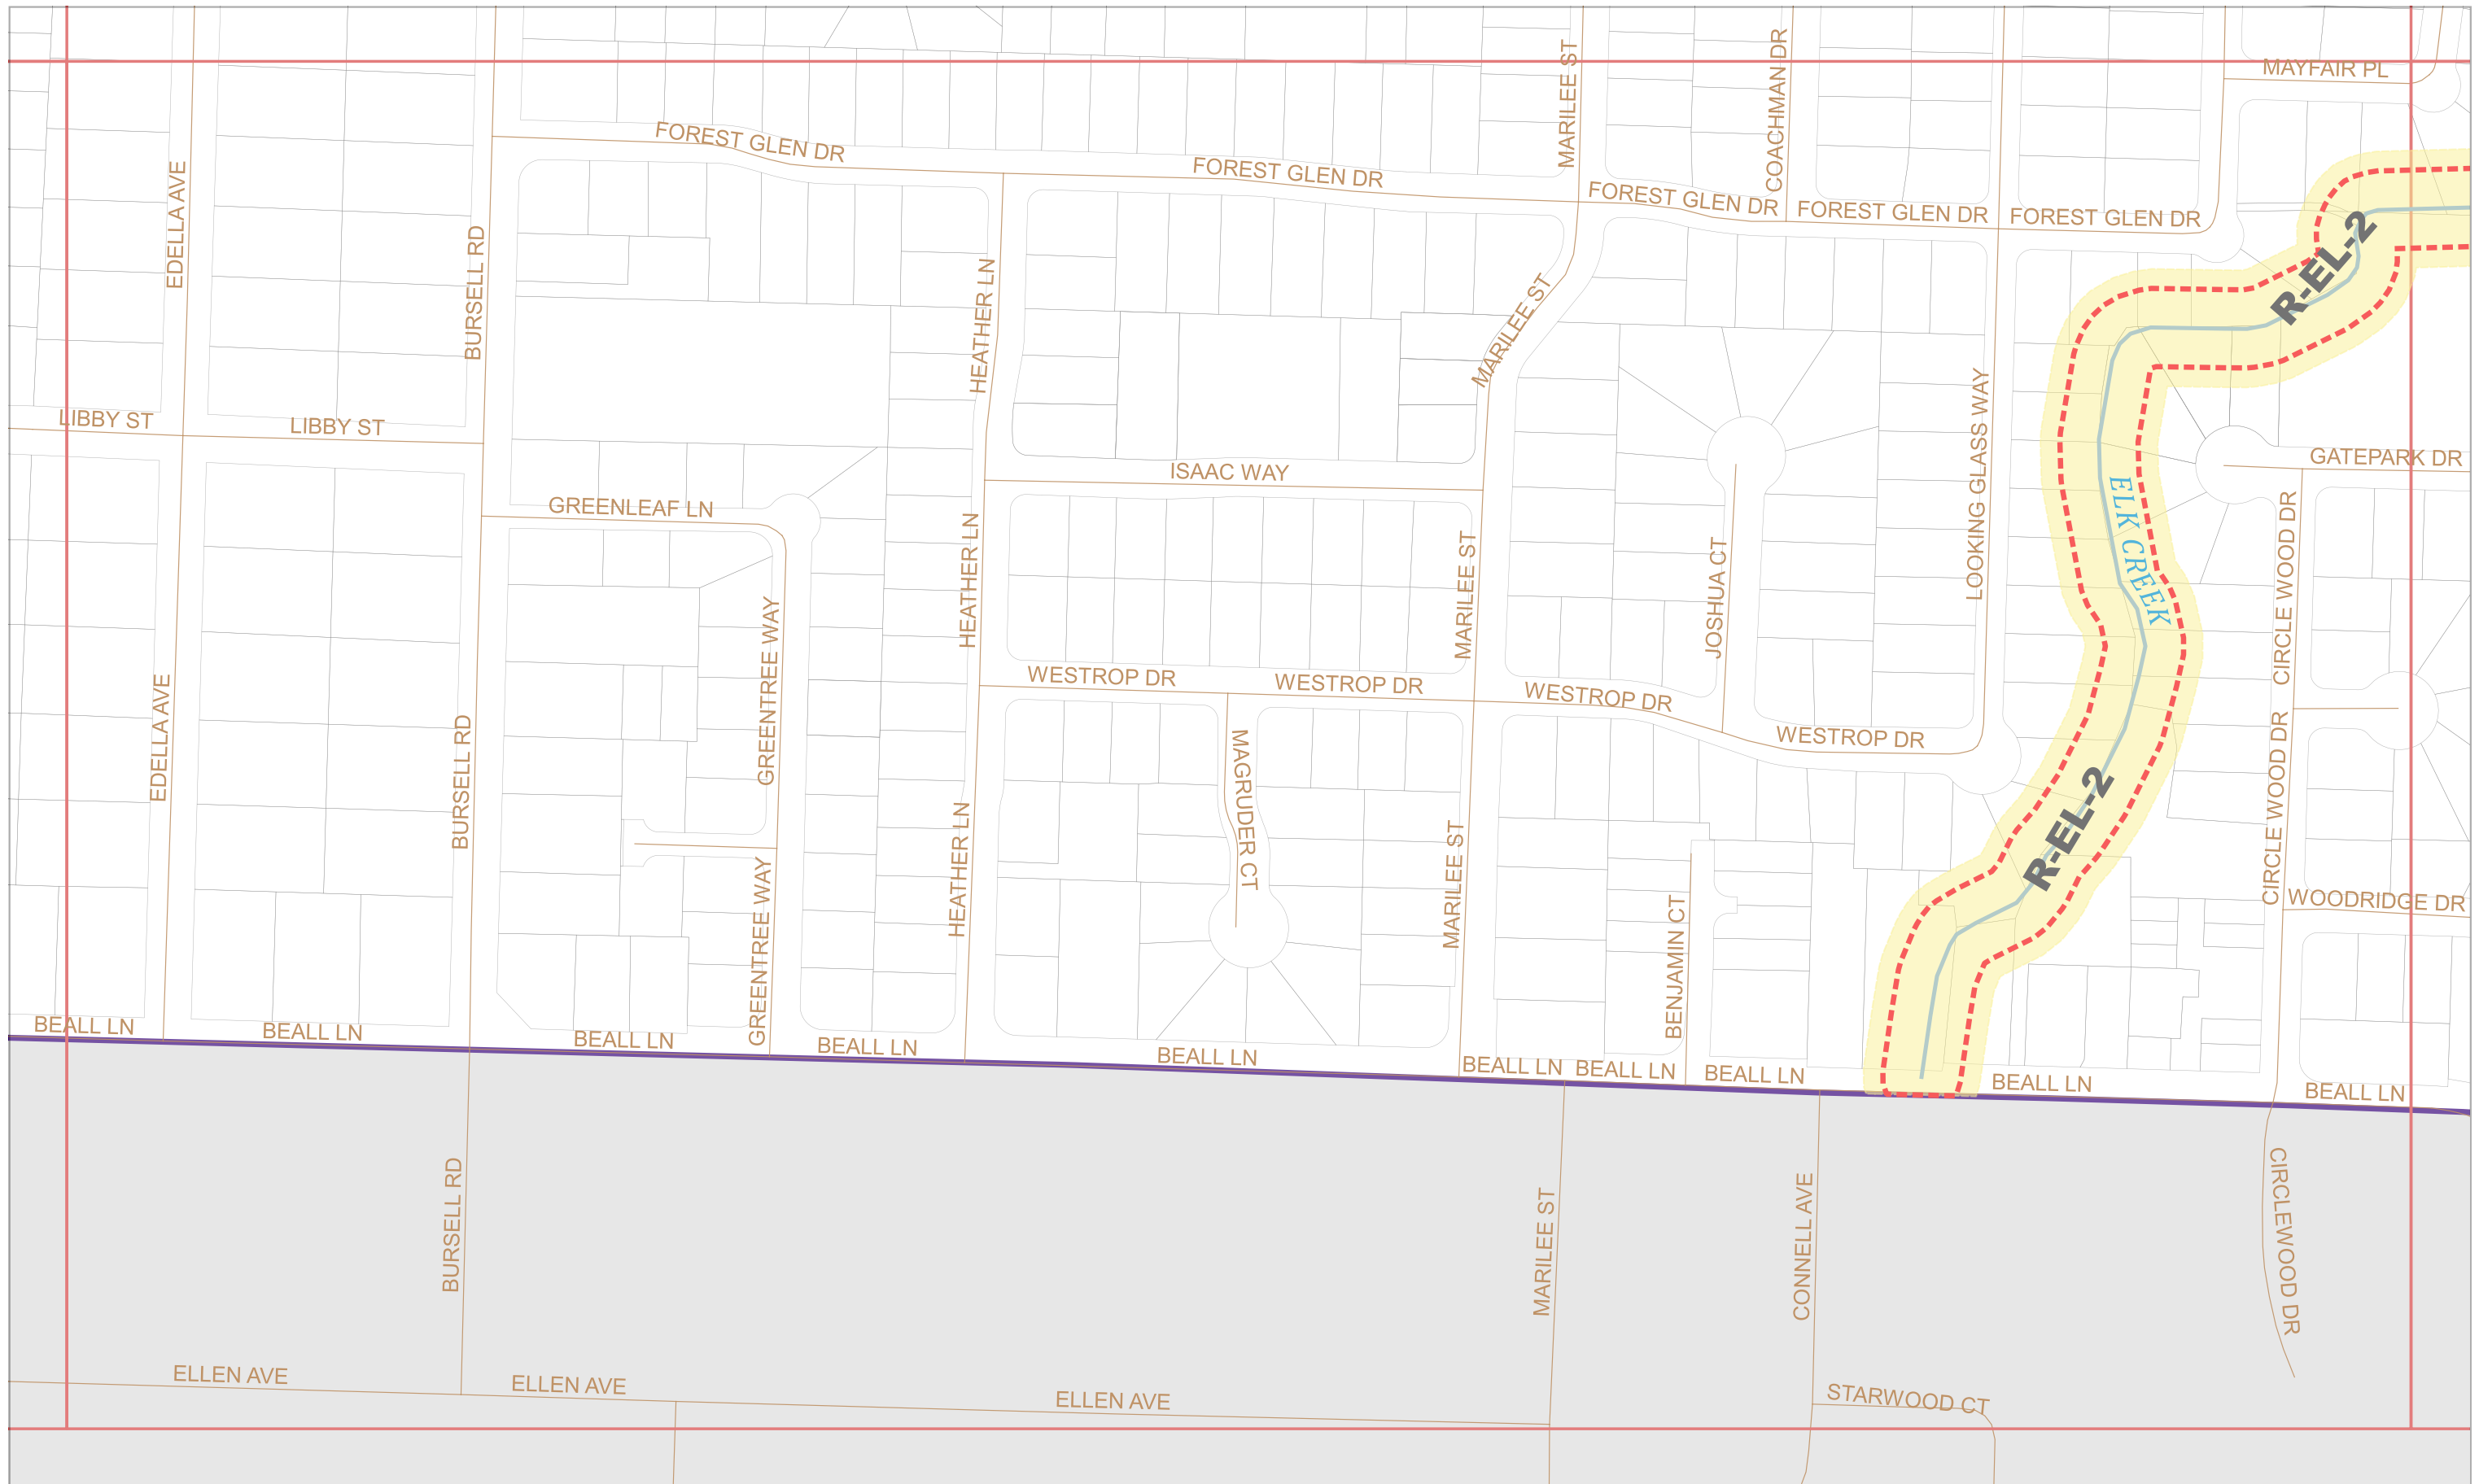 MAYFAIR PL
MARILEE ST
COACHMAN DR
FOREST GLEN DR
FOREST GLEN DR
FOREST GLEN DR
FOREST GLEN DR
FOREST GLEN DR
EDELLA AVE
BURSELL RD
HEATHER LN
MARILEE ST
R-EL-2
LIBBY ST
LIBBY ST
LOOKING GLASS WAY
GATEPARK DR
ISAAC WAY
GREENLEAF LN
ELK CREEK
HEATHER LN
MARILEE ST
JOSHUA CT
CIRCLE WOOD DR
GREENTREE WAY
WESTROP DR
WESTROP DR
WESTROP DR
WESTROP DR
EDELLA AVE
BURSELL RD
MAGRUDER CT
CIRCLE WOOD DR
R-EL-2
HEATHER LN
MARILEE ST
GREENTREE WAY
BENJAMIN CT
WOODRIDGE DR
BEALL LN
BEALL LN
BEALL LN
BEALL LN
BEALL LN
BEALL LN
BEALL LN
BEALL LN
BEALL LN
BEALL LN
BURSELL RD
MARILEE ST
CONNELL AVE
CIRCLEWOOD DR
ELLEN AVE
ELLEN AVE
ELLEN AVE
STARWOOD CT